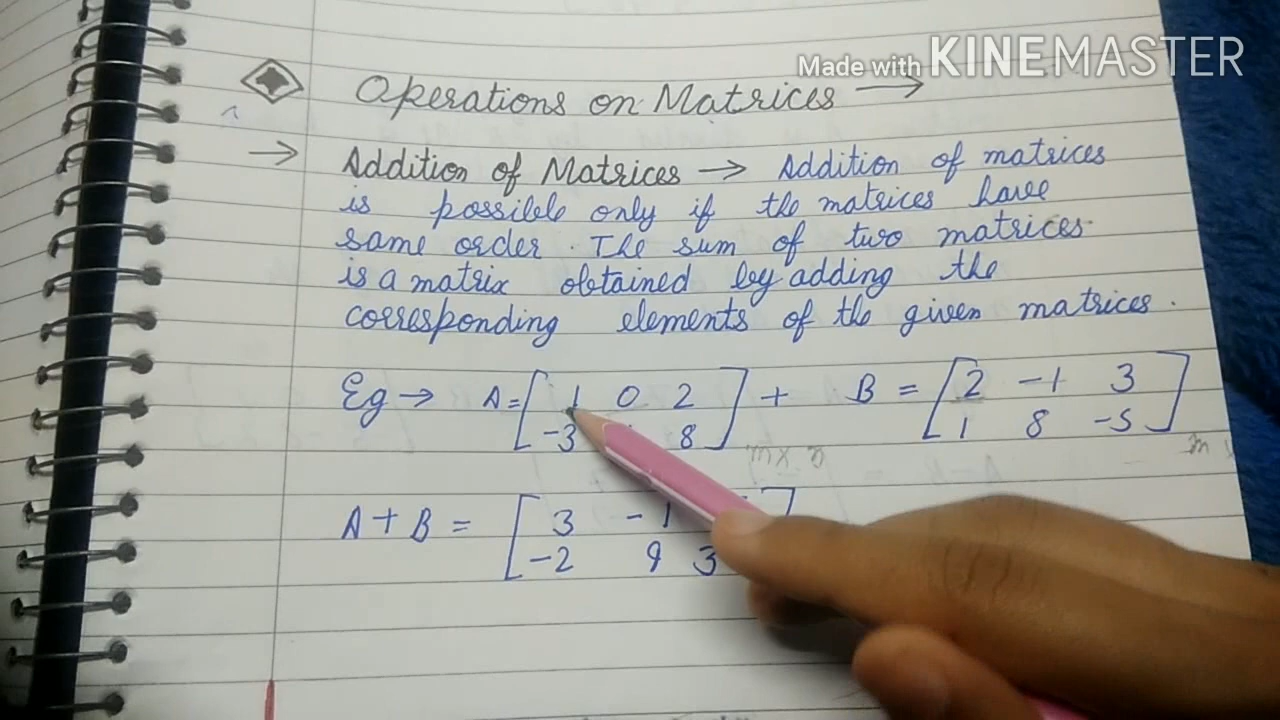 Made with KINEMASTER
Operations on Matrices →
→ Addition of Matrices → Addition of matrices
is possible only if the matrices have
same order. The sum of two matrices
is a matrix obtained by adding the
corresponding elements of the given matrices.
Eg → A = [ 1 0 2 ] + B = [ 2 -1 3 ]
-3 8 1 8 -5
A + B = [ 3 -1 ]
-2 9 3